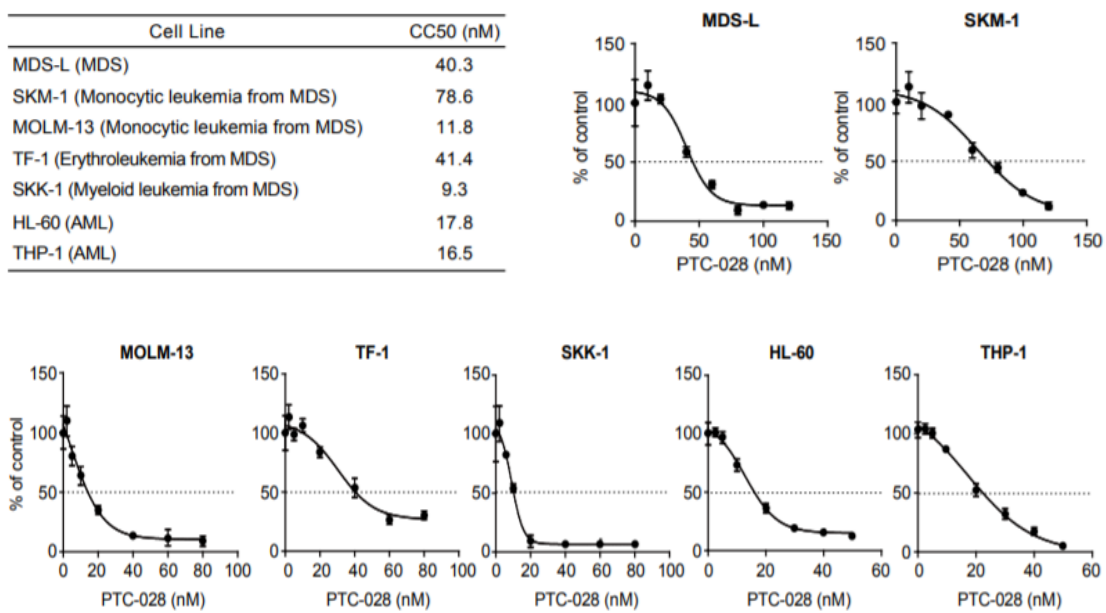 Cell Line CC50 (nM)
MDS-L (MDS) 40.3
SKM-1 (Monocytic leukemia from MDS) 78.6
MOLM-13 (Monocytic leukemia from MDS) 11.8
TF-1 (Erythroleukemia from MDS) 41.4
SKK-1 (Myeloid leukemia from MDS) 9.3
HL-60 (AML) 17.8
THP-1 (AML) 16.5
MDS-L
% of control
150
100
50
0
0 50 100 150
PTC-028 (nM)
SKM-1
% of control
150
100
50
0
0 50 100 150
PTC-028 (nM)
MOLM-13
% of control
150
100
50
0
0 20 40 60 80 100
PTC-028 (nM)
TF-1
150
100
50
0
0 20 40 60 80 100
PTC-028 (nM)
SKK-1
150
100
50
0
0 20 40 60 80 100
PTC-028 (nM)
HL-60
150
100
50
0
0 20 40 60
PTC-028 (nM)
THP-1
150
100
50
0
0 10 20 30 40 50 60
PTC-028 (nM)